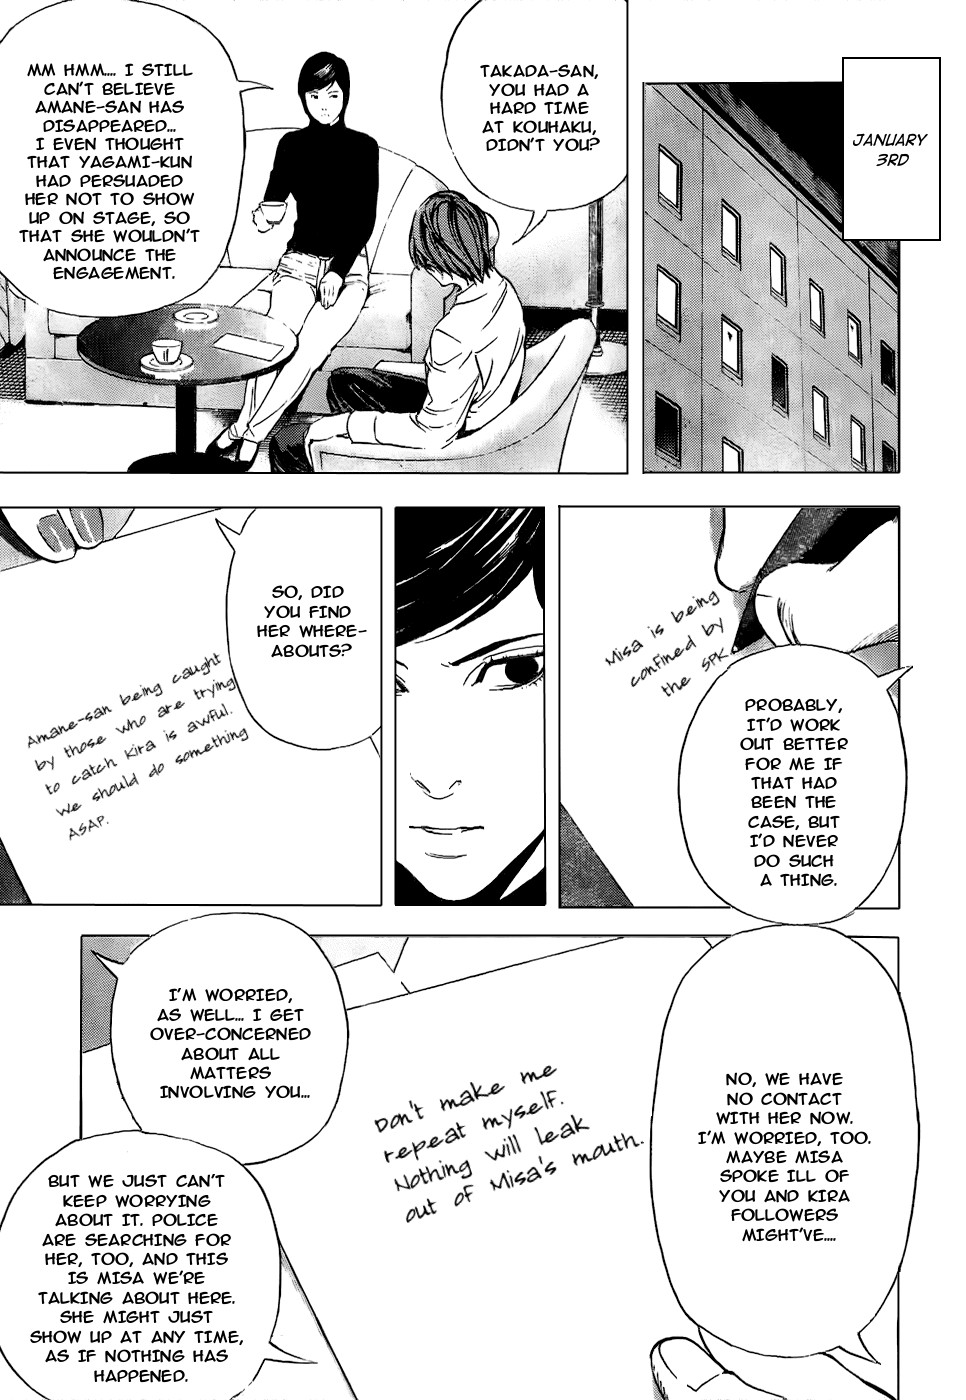 JANUARY
3RD
TAKADA-SAN,
YOU HAD A
HARD TIME
AT KOUHAKU,
DIDN'T YOU?
MM HMM.... I STILL
CAN'T BELIEVE
AMANE-SAN HAS
DISAPPEARED...
I EVEN THOUGHT
THAT YAGAMI-KUN
HAD PERSUADED
HER NOT TO SHOW
UP ON STAGE, SO
THAT SHE WOULDN'T
ANNOUNCE THE
ENGAGEMENT.
Misa is being
confined by
the SPK.
PROBABLY,
IT'D WORK
OUT BETTER
FOR ME IF
THAT HAD
BEEN THE
CASE, BUT
I'D NEVER
DO SUCH
A THING.
SO, DID
YOU FIND
HER WHERE-
ABOUTS?
Amane-san being caught
by those who are trying
to catch Kira is awful.
We should do something
ASAP.
NO, WE HAVE
NO CONTACT
WITH HER NOW.
I'M WORRIED, TOO.
MAYBE MISA
SPOKE ILL OF
YOU AND KIRA
FOLLOWERS
MIGHT'VE....
Don't make me
repeat myself.
Nothing will leak
out of Misa's mouth.
I'M WORRIED,
AS WELL... I GET
OVER-CONCERNED
ABOUT ALL
MATTERS
INVOLVING YOU...
BUT WE JUST CAN'T
KEEP WORRYING
ABOUT IT. POLICE
ARE SEARCHING FOR
HER, TOO, AND THIS
IS MISA WE'RE
TALKING ABOUT HERE.
SHE MIGHT JUST
SHOW UP AT ANY TIME,
AS IF NOTHING HAS
HAPPENED.